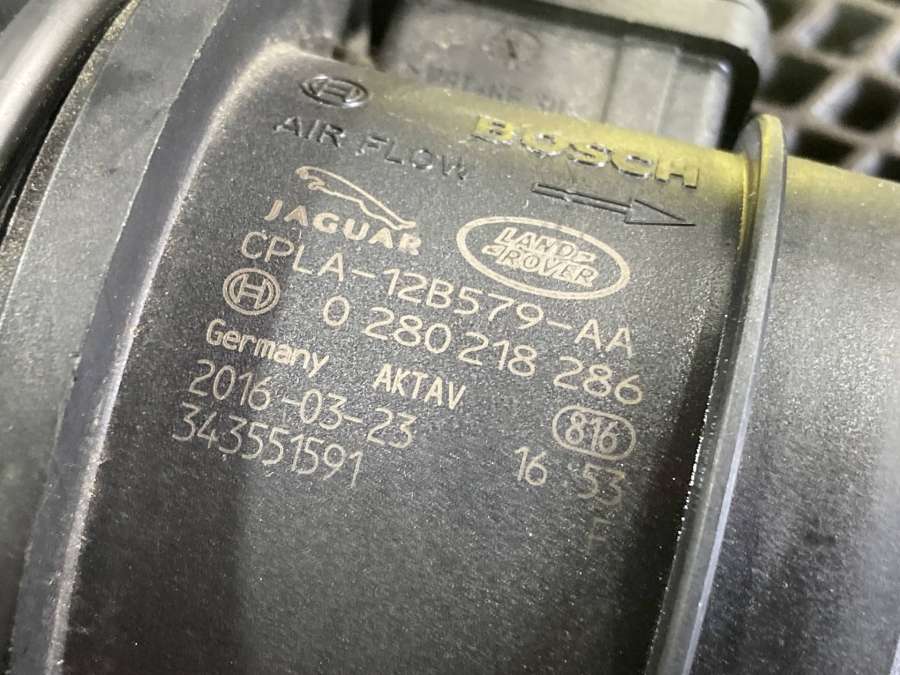 AIR FLOW
BOSCH
JAGUAR
LAND
ROVER
CPLA-12B579-AA
0 280 218 286
Germany AKTAV
2016-03-23 816
343551591 16 53
F